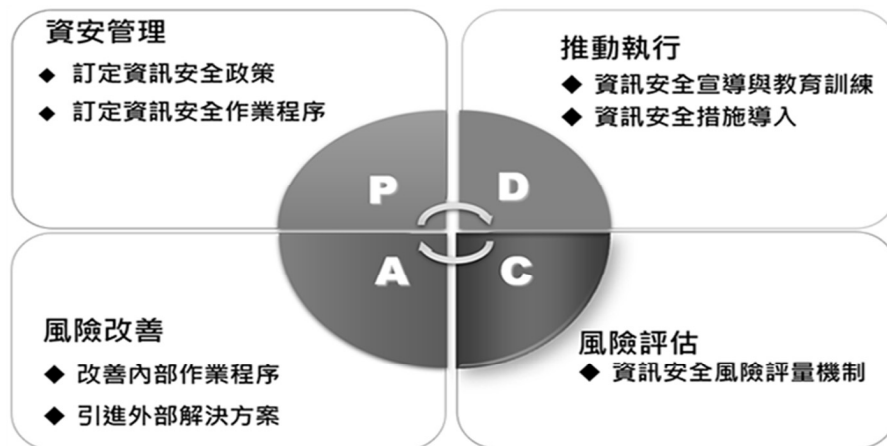 資安管理
◆ 訂定資訊安全政策
◆ 訂定資訊安全作業程序
推動執行
◆ 資訊安全宣導與教育訓練
◆ 資訊安全措施導入
P
D
A
C
風險改善
◆ 改善內部作業程序
◆ 引進外部解決方案
風險評估
◆ 資訊安全風險評量機制